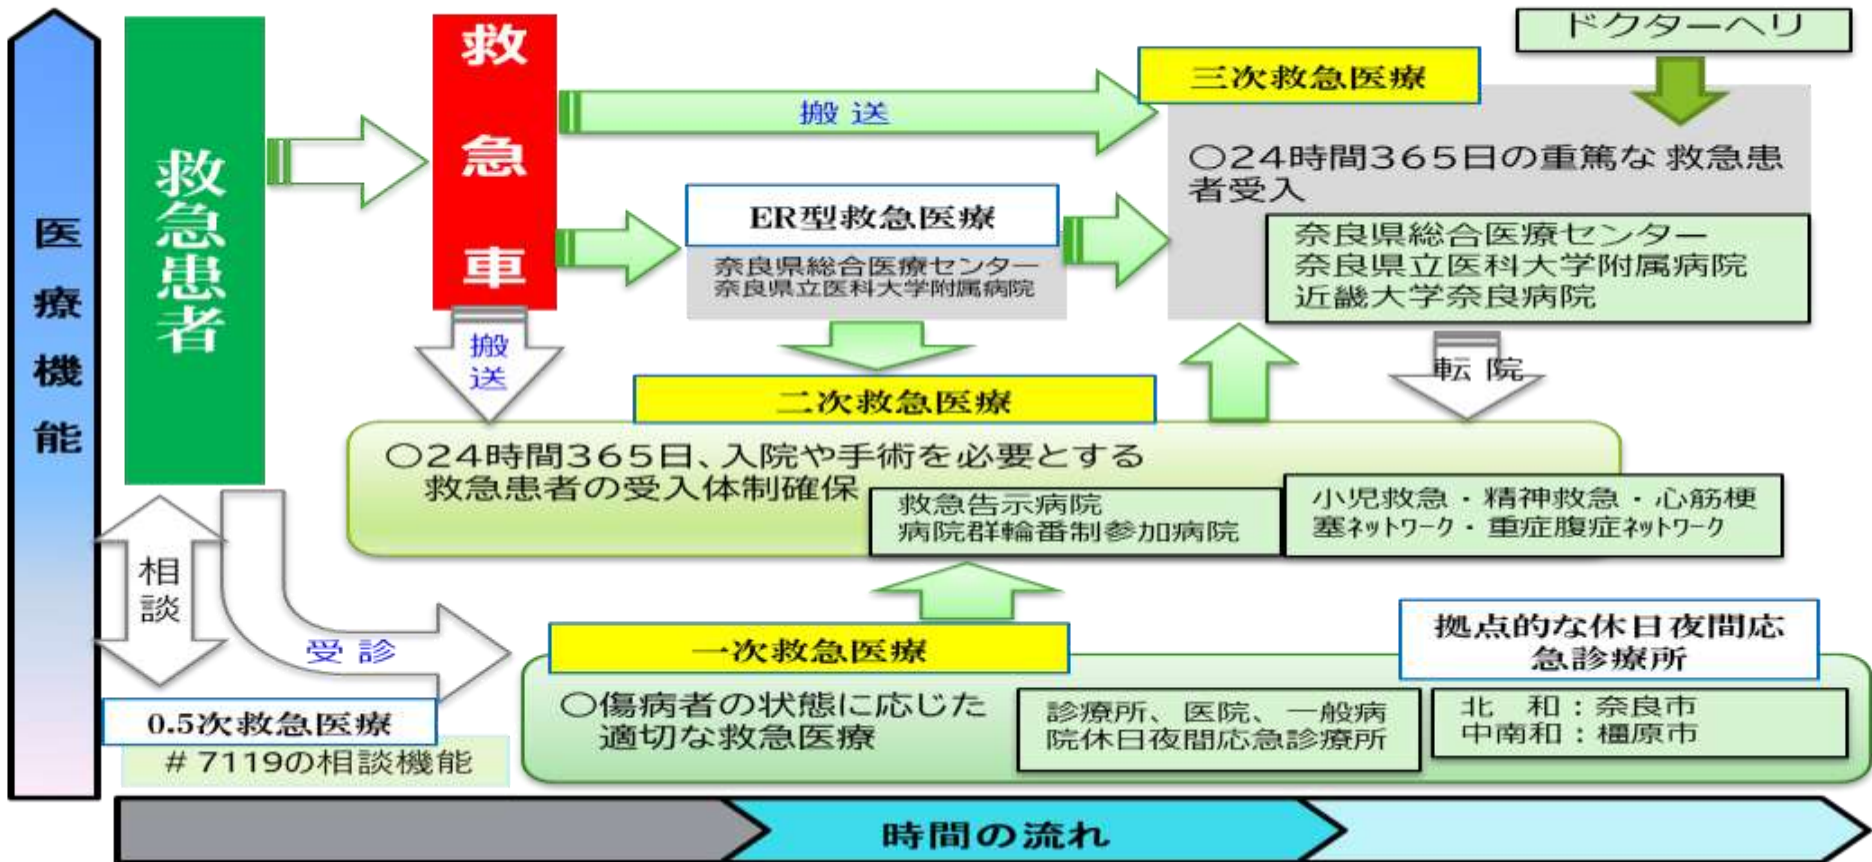 医療機能
救急患者
救急車
ドクターヘリ
三次救急医療
搬 送
○24時間365日の重篤な 救急患
者受入
ER型救急医療
奈良県総合医療センター
奈良県立医科大学附属病院
奈良県総合医療センター
奈良県立医科大学附属病院
近畿大学奈良病院
搬
送
転 院
二次救急医療
○24時間365日、入院や手術を必要とする
救急患者の受入体制確保
救急告示病院
病院群輪番制参加病院
小児救急・精神救急・心筋梗
塞ネットワーク・重症腹症ネットワーク
相
談
受 診
一次救急医療
拠点的な休日夜間応
急診療所
○傷病者の状態に応じた
適切な救急医療
診療所、医院、一般病
院休日夜間応急診療所
北　和：奈良市
中南和：橿原市
0.5次救急医療
＃7119の相談機能
時間の流れ